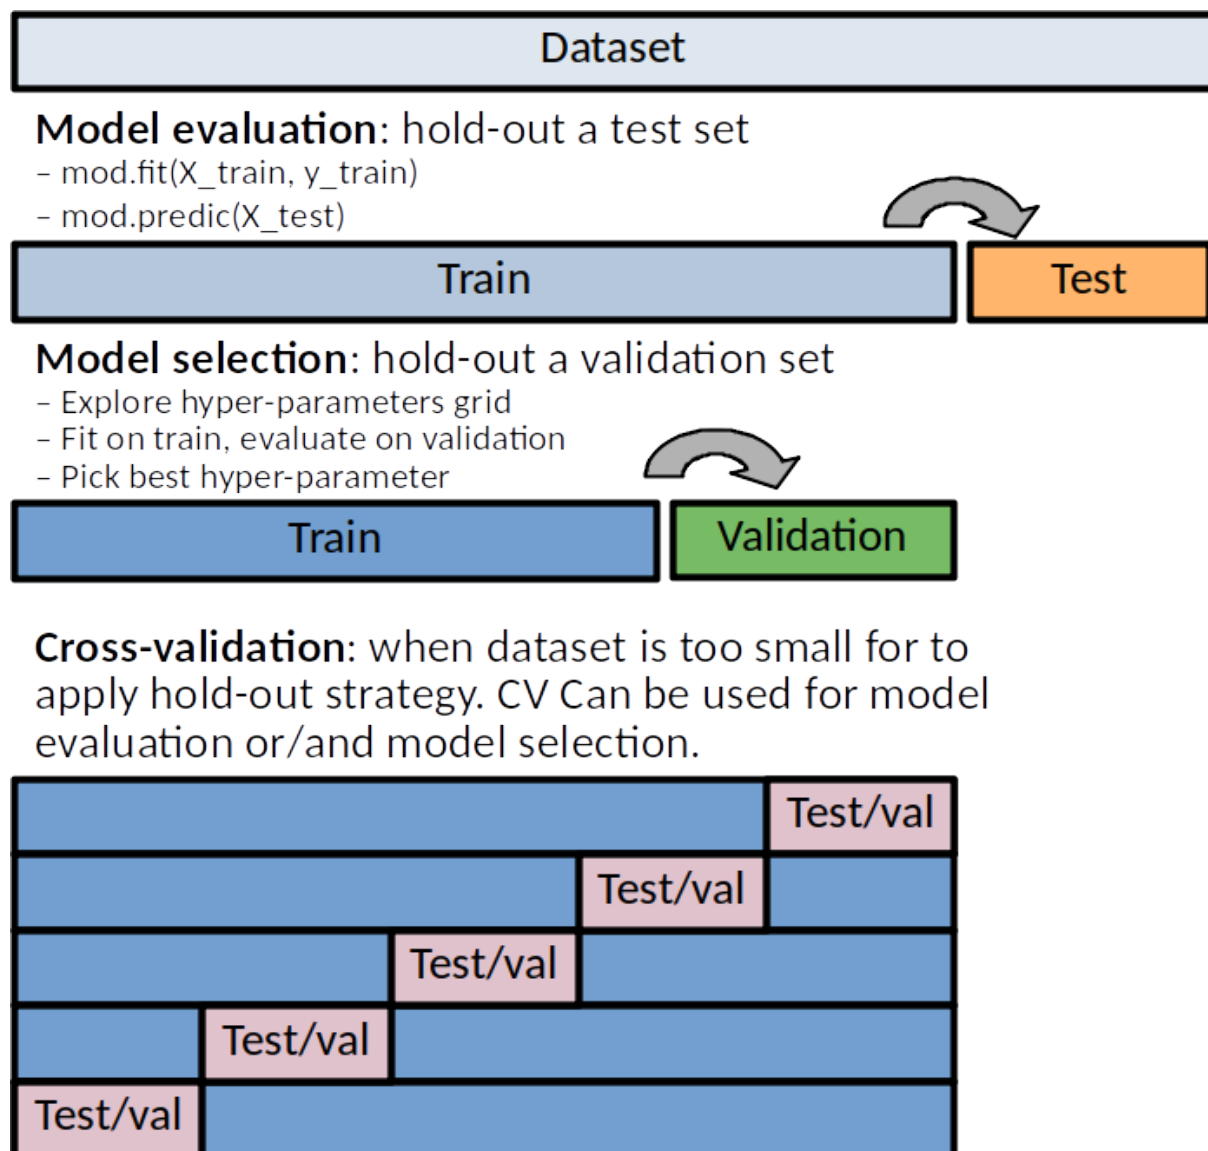 Dataset
Model evaluation: hold-out a test set
– mod.fit(X_train, y_train)
– mod.predic(X_test)
Train
Test
Model selection: hold-out a validation set
– Explore hyper-parameters grid
– Fit on train, evaluate on validation
– Pick best hyper-parameter
Train
Validation
Cross-validation: when dataset is too small for to
apply hold-out strategy. CV Can be used for model
evaluation or/and model selection.
Test/val
Test/val
Test/val
Test/val
Test/val